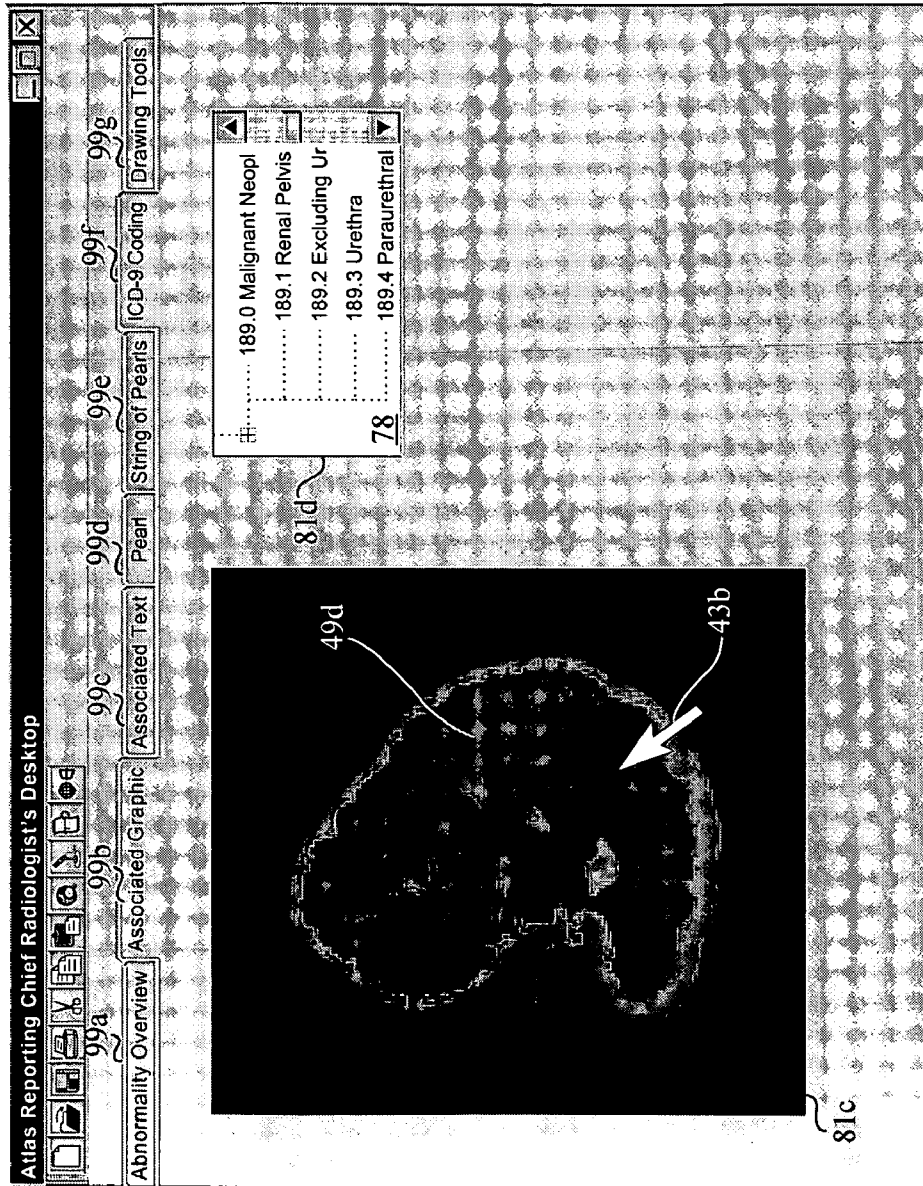 Atlas Reporting Chief Radiologist's Desktop
99a 99b 99c 99d 99e 99f 99g
Abnormality Overview Associated Graphic Associated Text Pearl String of Pearls ICD-9 Coding Drawing Tools
49d
43b
81c
189.0 Malignant Neopl
189.1 Renal Pelvis
189.2 Excluding Ur
189.3 Urethra
189.4 Paraurethral
78
81d